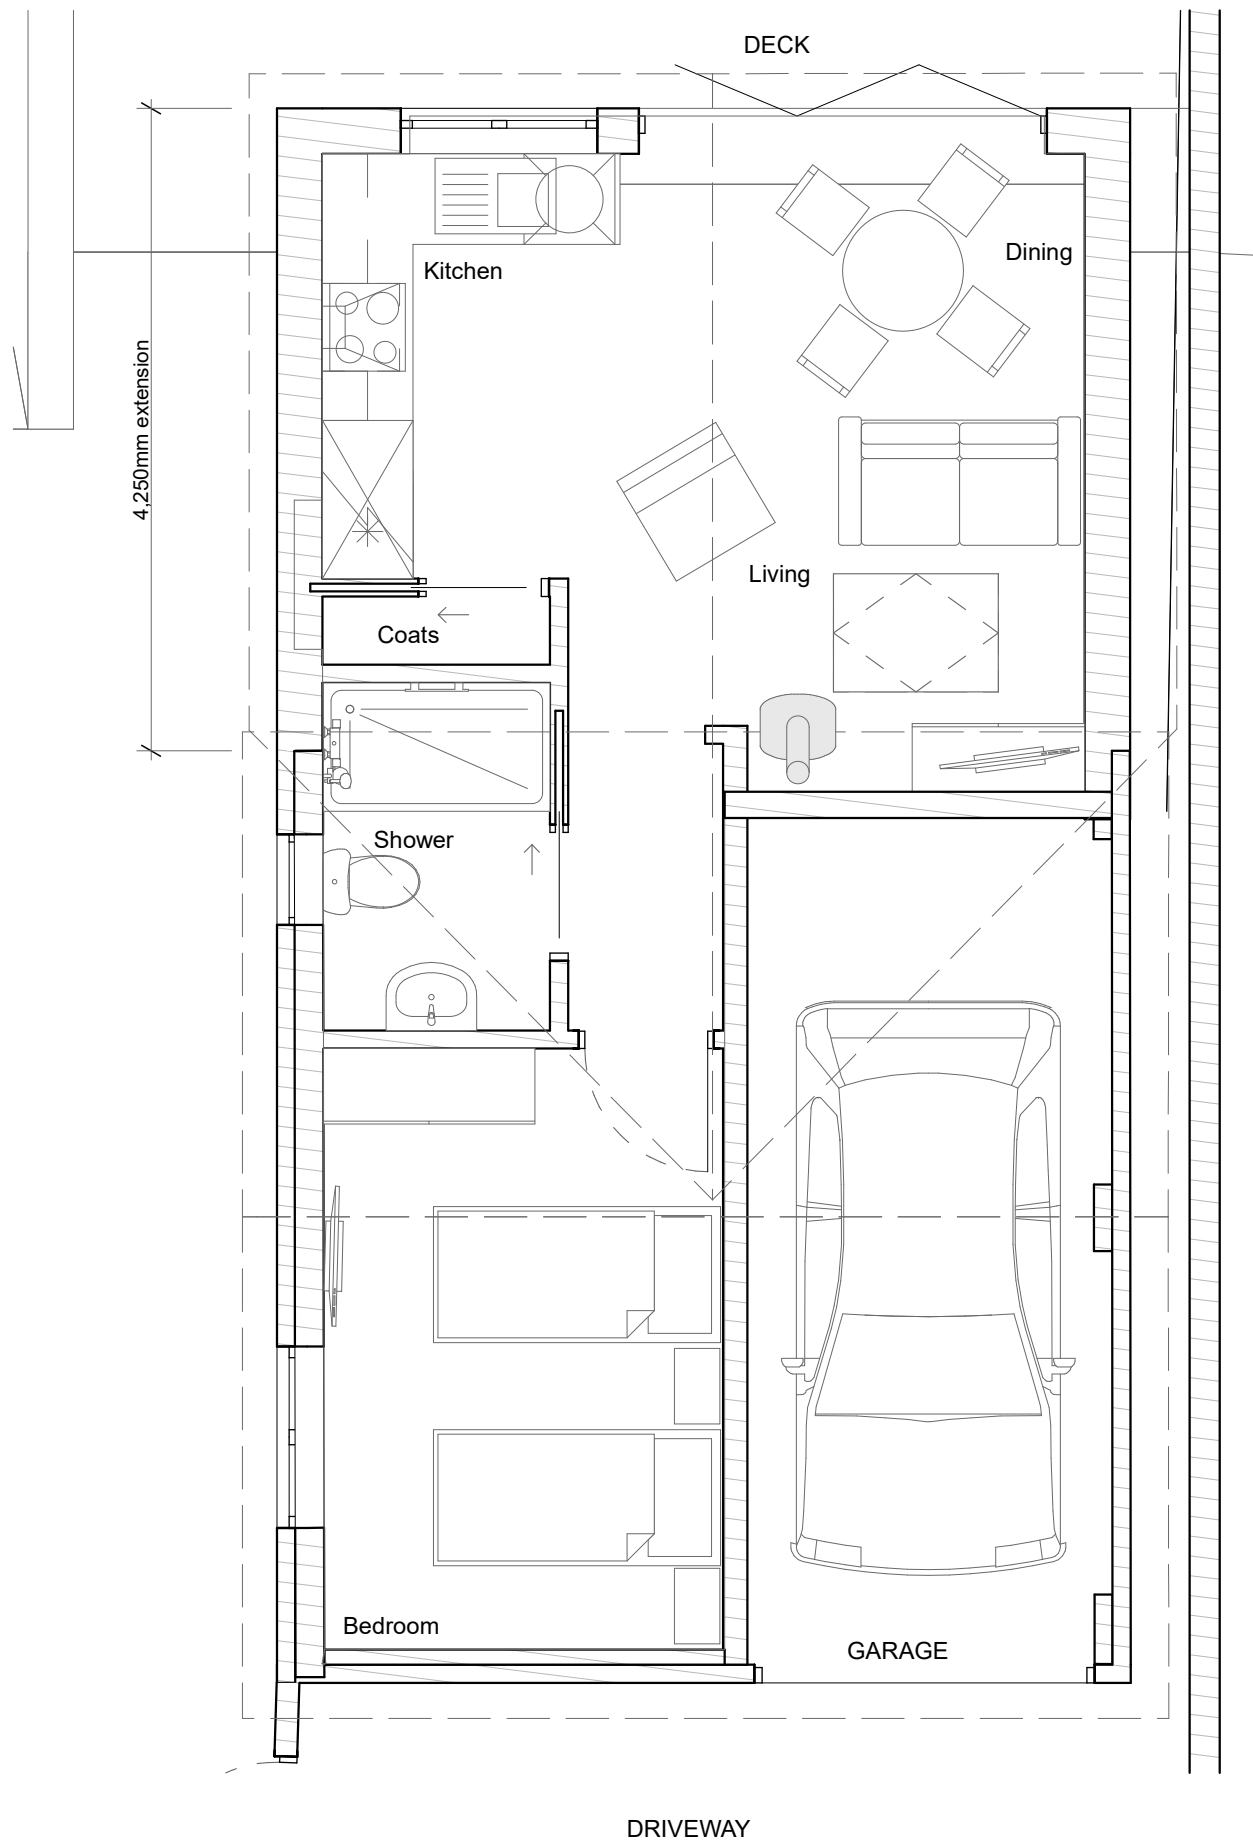 DECK
Kitchen
Dining
4,250mm extension
Living
Coats
Shower
Bedroom
GARAGE
DRIVEWAY